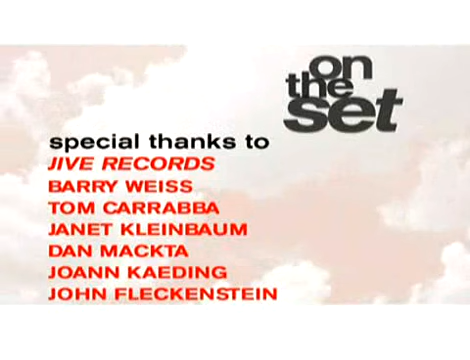 on
the
set
special thanks to
JIVE RECORDS
BARRY WEISS
TOM CARRABBA
JANET KLEINBAUM
DAN MACKTA
JOANN KAEDING
JOHN FLECKENSTEIN